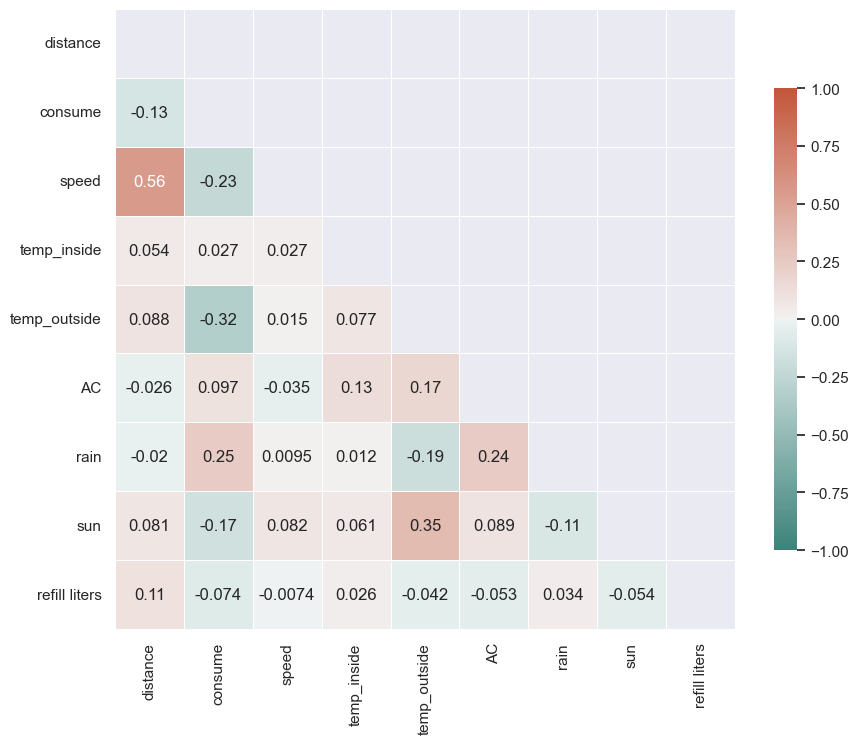 distance
consume -0.13
speed 0.56 -0.23
temp_inside 0.054 0.027 0.027
temp_outside 0.088 -0.32 0.015 0.077
AC -0.026 0.097 -0.035 0.13 0.17
rain -0.02 0.25 0.0095 0.012 -0.19 0.24
sun 0.081 -0.17 0.082 0.061 0.35 0.089 -0.11
refill liters 0.11 -0.074 -0.0074 0.026 -0.042 -0.053 0.034 -0.054
distance consume speed temp_inside temp_outside AC rain sun refill liters
1.00
0.75
0.50
0.25
0.00
−0.25
−0.50
−0.75
−1.00